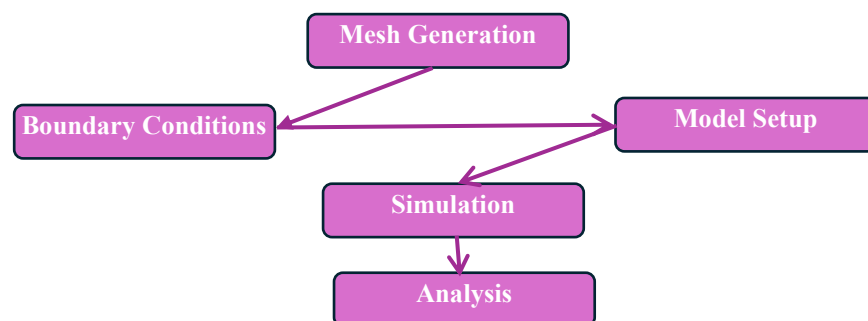 Mesh Generation
Boundary Conditions
Model Setup
Simulation
Analysis